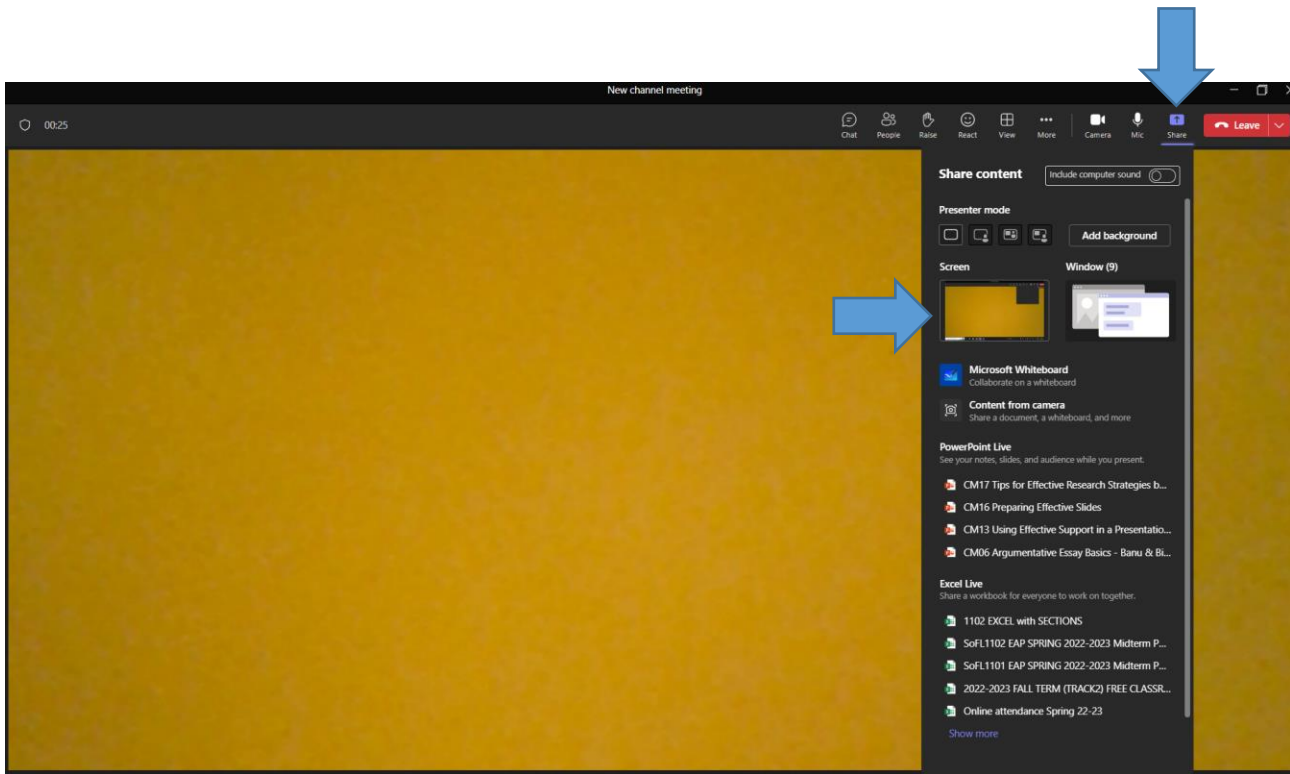 New channel meeting
00:25
Chat People Raise React View More Camera Mic Share Leave
Share content Include computer sound
Presenter mode
Add background
Screen Window (9)
Microsoft Whiteboard
Collaborate on a whiteboard
Content from camera
Share a document, a whiteboard, and more
PowerPoint Live
See your notes, slides, and audience while you present.
CM17 Tips for Effective Research Strategies b...
CM16 Preparing Effective Slides
CM13 Using Effective Support in a Presentatio...
CM06 Argumentative Essay Basics - Banu & Bi...
Excel Live
Share a workbook for everyone to work on together.
1102 EXCEL with SECTIONS
SoFL1102 EAP SPRING 2022-2023 Midterm P...
SoFL1101 EAP SPRING 2022-2023 Midterm P...
2022-2023 FALL TERM (TRACK2) FREE CLASSR...
Online attendance Spring 22-23
Show more